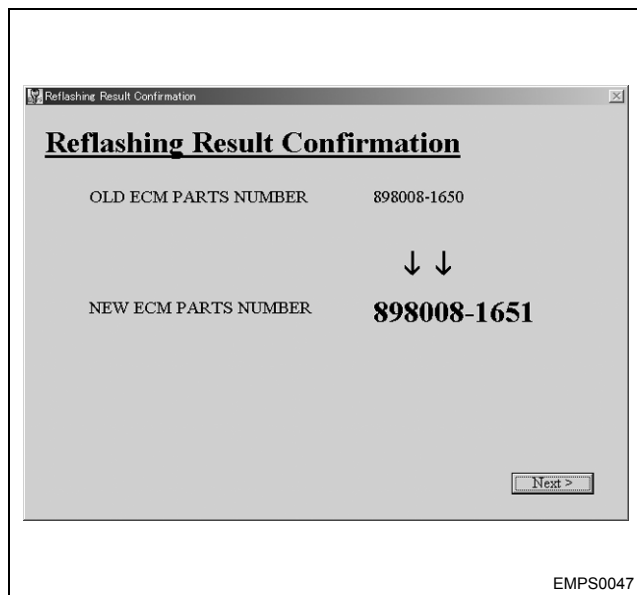 Reflashing Result Confirmation
Reflashing Result Confirmation
OLD ECM PARTS NUMBER 898008-1650
↓ ↓
NEW ECM PARTS NUMBER 898008-1651
Next >
EMPS0047